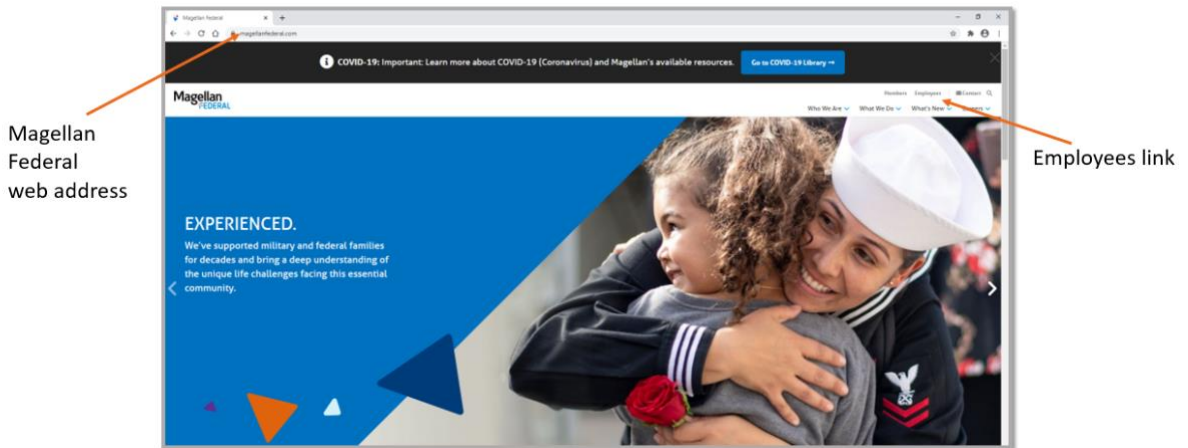 Magellan Federal
magellanfederal.com
COVID-19: Important: Learn more about COVID-19 (Coronavirus) and Magellan's available resources.
Go to COVID-19 Library →
Magellan
FEDERAL
Members Employees Contact
Who We Are What We Do What's New Careers
Magellan
Federal
web address
Employees link
EXPERIENCED.
We've supported military and federal families
for decades and bring a deep understanding of
the unique life challenges facing this essential
community.